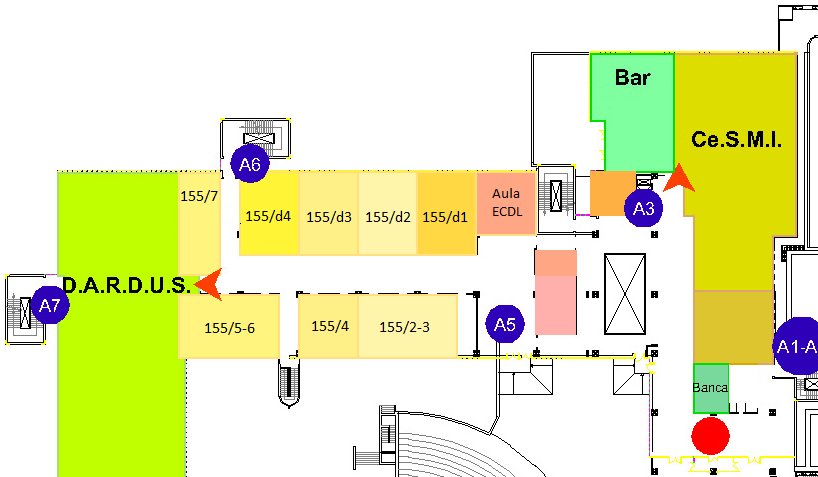 Bar
Ce.S.M.I.
A6
155/7
155/d4
155/d3
155/d2
155/d1
Aula
ECDL
A3
D.A.R.D.U.S.
A7
155/5-6
155/4
155/2-3
A5
A1-A
Banca